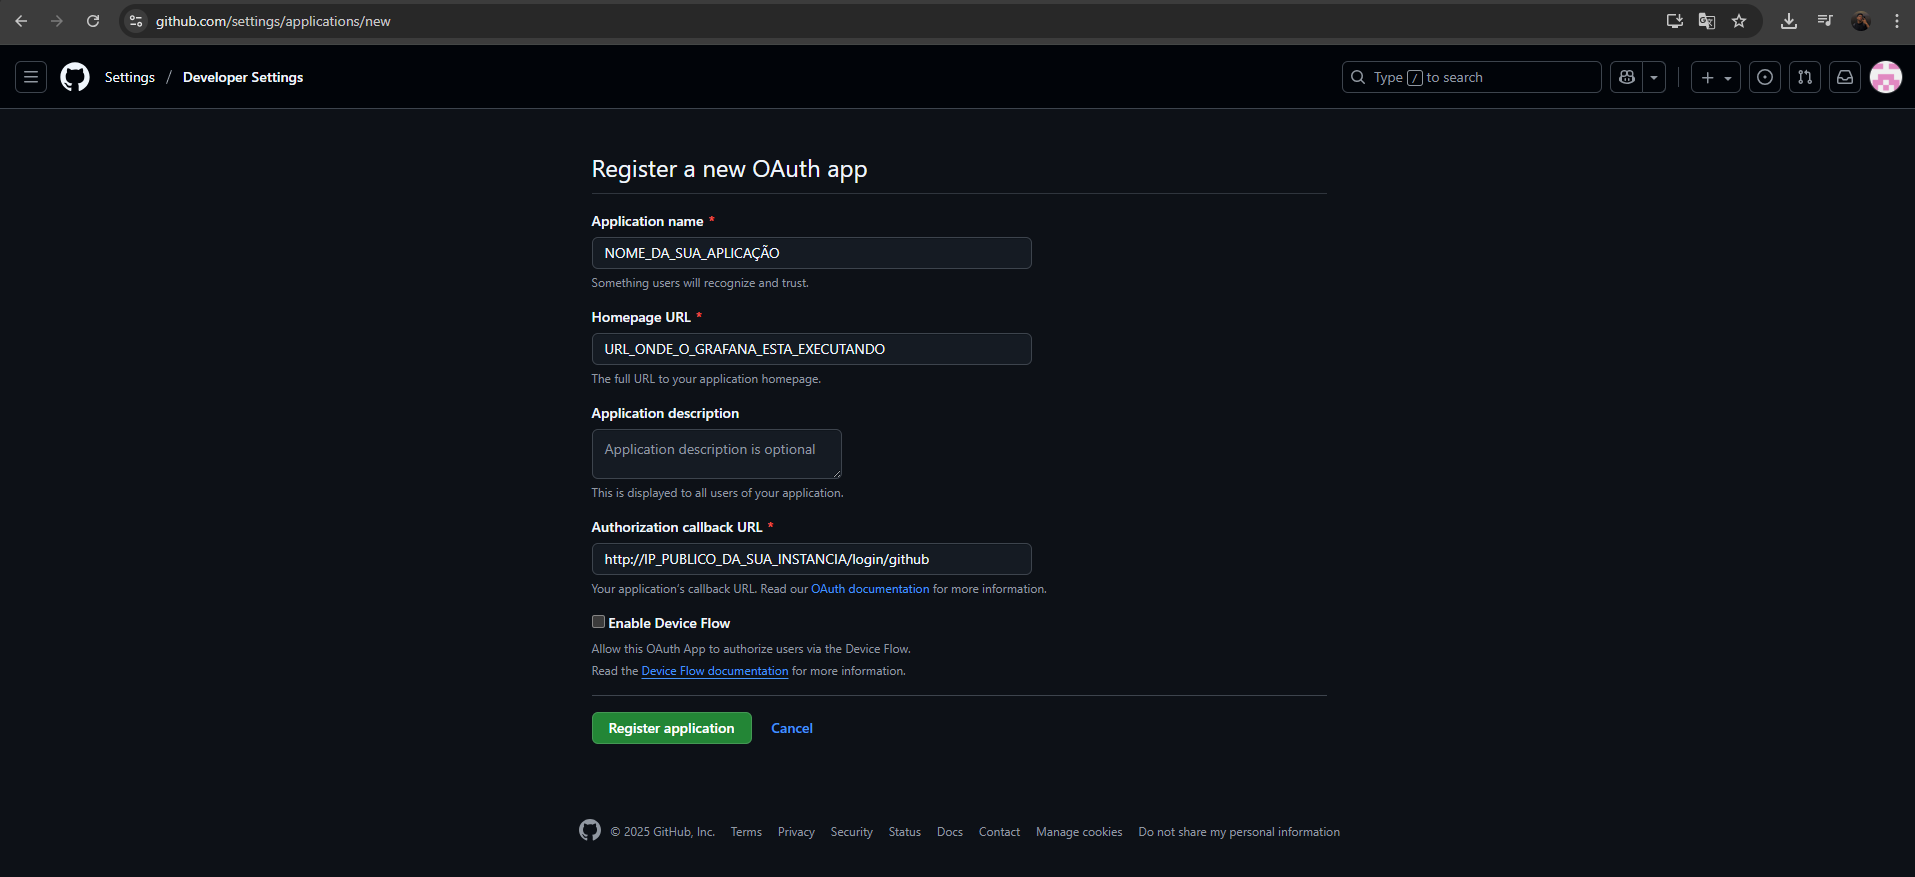 github.com/settings/applications/new
Settings / Developer Settings
Type / to search
Register a new OAuth app
Application name *
NOME_DA_SUA_APLICAÇÃO
Something users will recognize and trust.
Homepage URL *
URL_ONDE_O_GRAFANA_ESTA_EXECUTANDO
The full URL to your application homepage.
Application description
Application description is optional
This is displayed to all users of your application.
Authorization callback URL *
http://IP_PUBLICO_DA_SUA_INSTANCIA/login/github
Your application's callback URL. Read our OAuth documentation for more information.
Enable Device Flow
Allow this OAuth App to authorize users via the Device Flow.
Read the Device Flow documentation for more information.
Register application Cancel
© 2025 GitHub, Inc. Terms Privacy Security Status Docs Contact Manage cookies Do not share my personal information